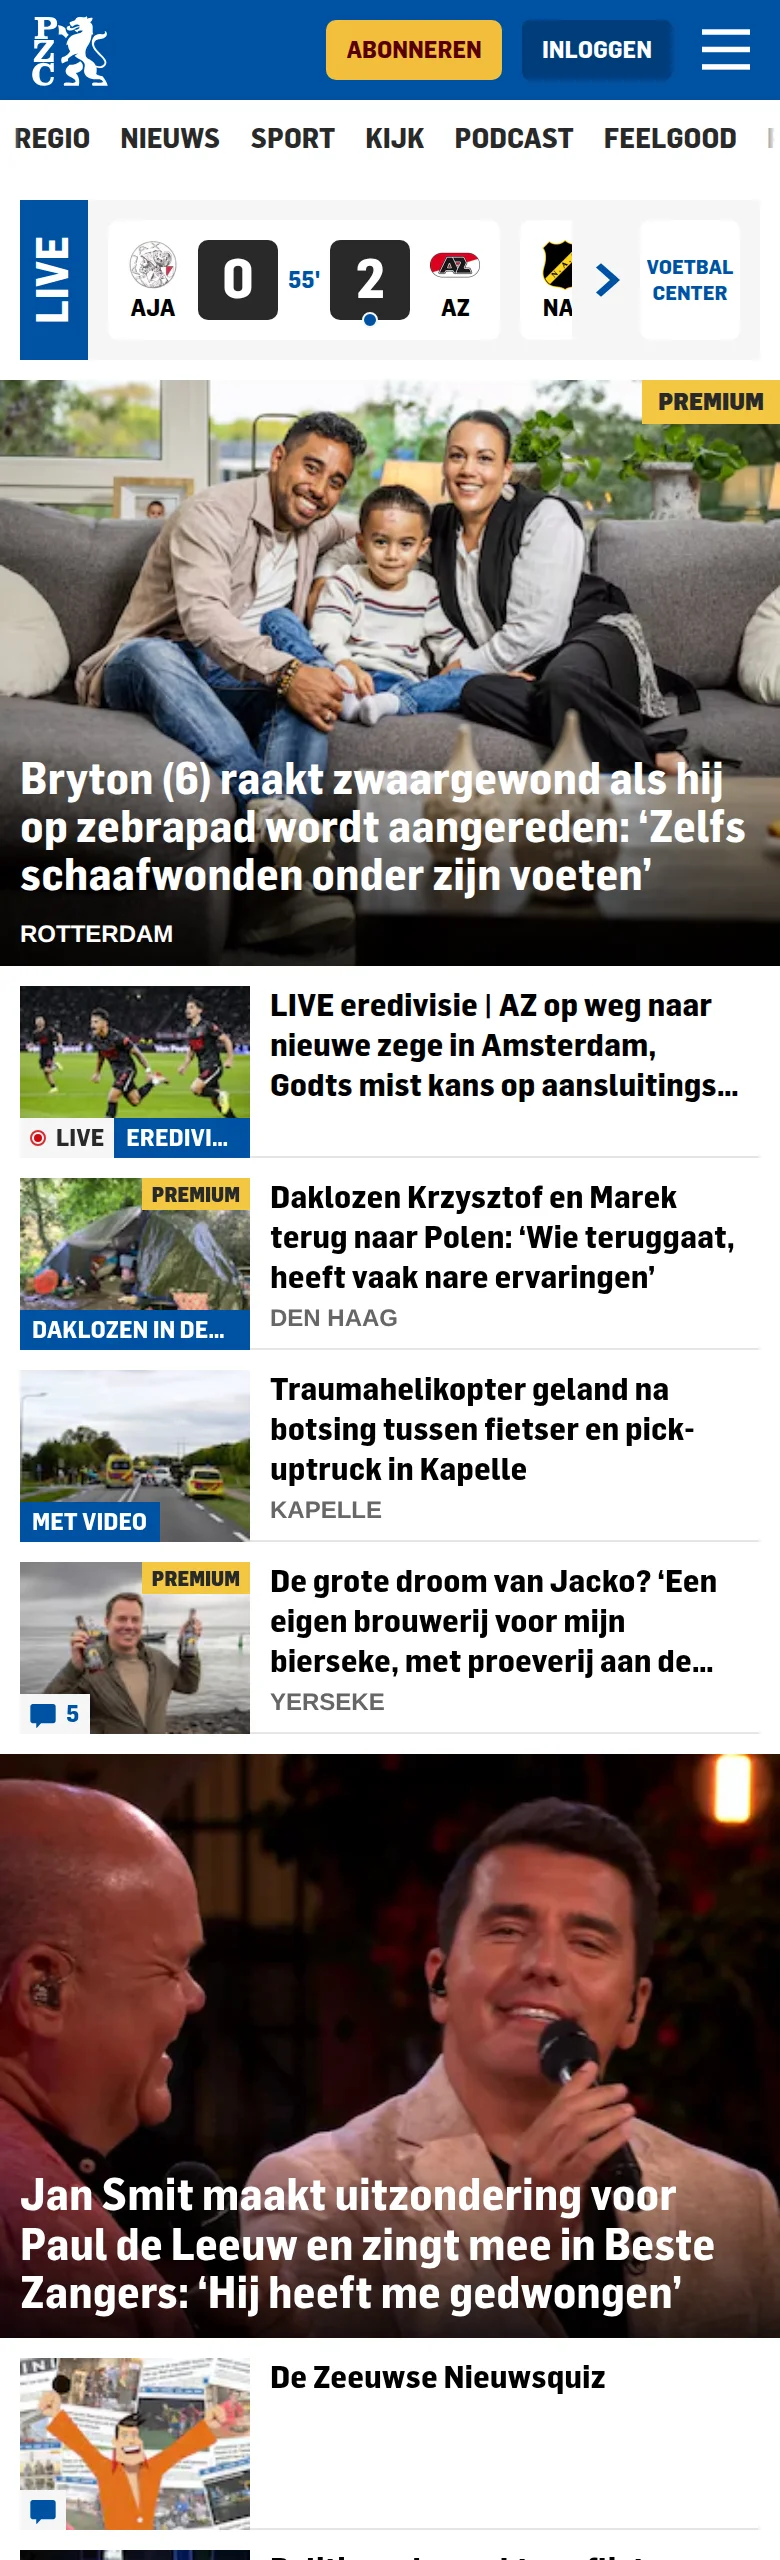 PZC
ABONNEREN
INLOGGEN
REGIO NIEUWS SPORT KIJK PODCAST FEELGOOD
LIVE
AJA
0
55'
2
AZ
AZ
NA
VOETBAL
CENTER
PREMIUM
Bryton (6) raakt zwaargewond als hij
op zebrapad wordt aangereden: ‘Zelfs
schaafwonden onder zijn voeten’
ROTTERDAM
LIVE eredivisie | AZ op weg naar
nieuwe zege in Amsterdam,
Godts mist kans op aansluitings...
LIVE
EREDIVI...
PREMIUM
Daklozen Krzysztof en Marek
terug naar Polen: ‘Wie teruggaat,
heeft vaak nare ervaringen’
DEN HAAG
DAKLOZEN IN DE...
Traumahelikopter geland na
botsing tussen fietser en pick-
uptruck in Kapelle
KAPELLE
MET VIDEO
PREMIUM
De grote droom van Jacko? ‘Een
eigen brouwerij voor mijn
bierseke, met proeverij aan de...
YERSEKE
5
Jan Smit maakt uitzondering voor
Paul de Leeuw en zingt mee in Beste
Zangers: ‘Hij heeft me gedwongen’
De Zeeuwse Nieuwsquiz